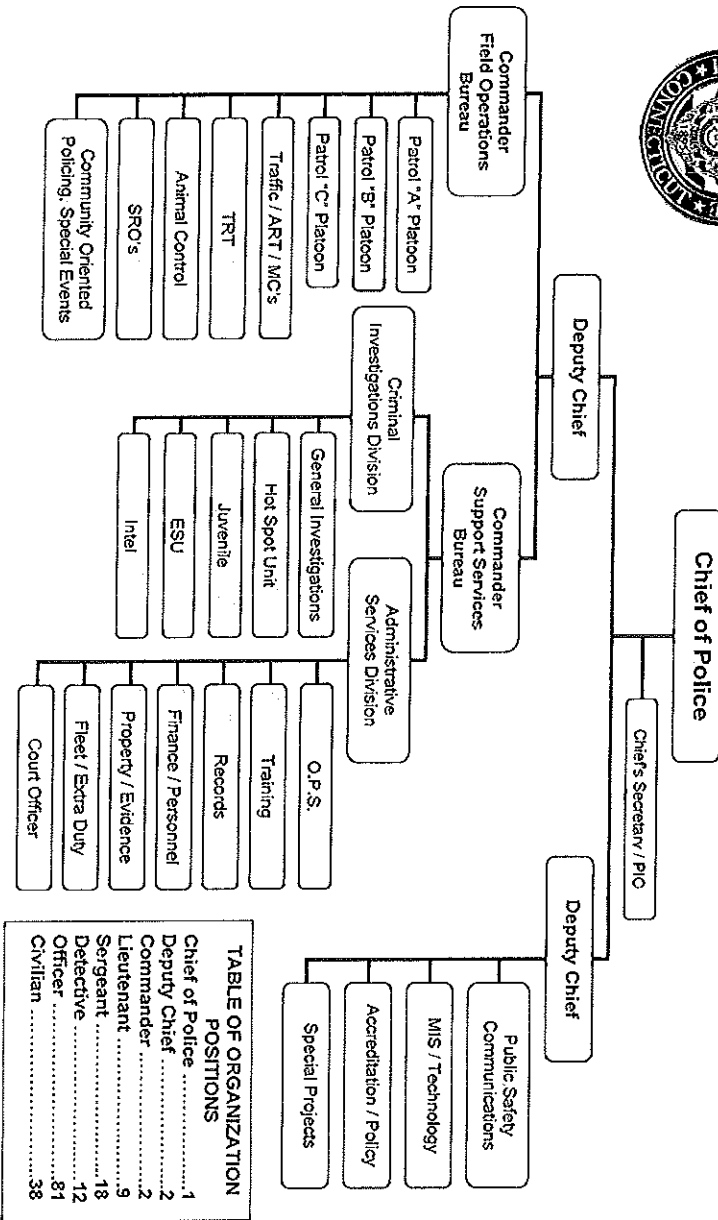 CONNECTICUT
Chief of Police
Chief's Secretary / PIO
Deputy Chief
Deputy Chief
Commander
Field Operations
Bureau
Commander
Support Services
Bureau
Patrol "A" Platoon
Patrol "B" Platoon
Patrol "C" Platoon
Traffic / ART / MC's
TRT
Animal Control
SRO's
Community Oriented
Policing, Special Events
Criminal
Investigations Division
General Investigations
Hot Spot Unit
Juvenile
ESU
Intel
Administrative
Services Division
O.P.S.
Training
Records
Finance / Personnel
Property / Evidence
Fleet / Extra Duty
Court Officer
Public Safety
Communications
MIS / Technology
Accreditation / Policy
Special Projects
TABLE OF ORGANIZATION
POSITIONS
Chief of Police ............1
Deputy Chief ..............2
Commander ...............2
Lieutenant ..................9
Sergeant ...................18
Detective ..................12
Officer .......................81
Civilian ......................38